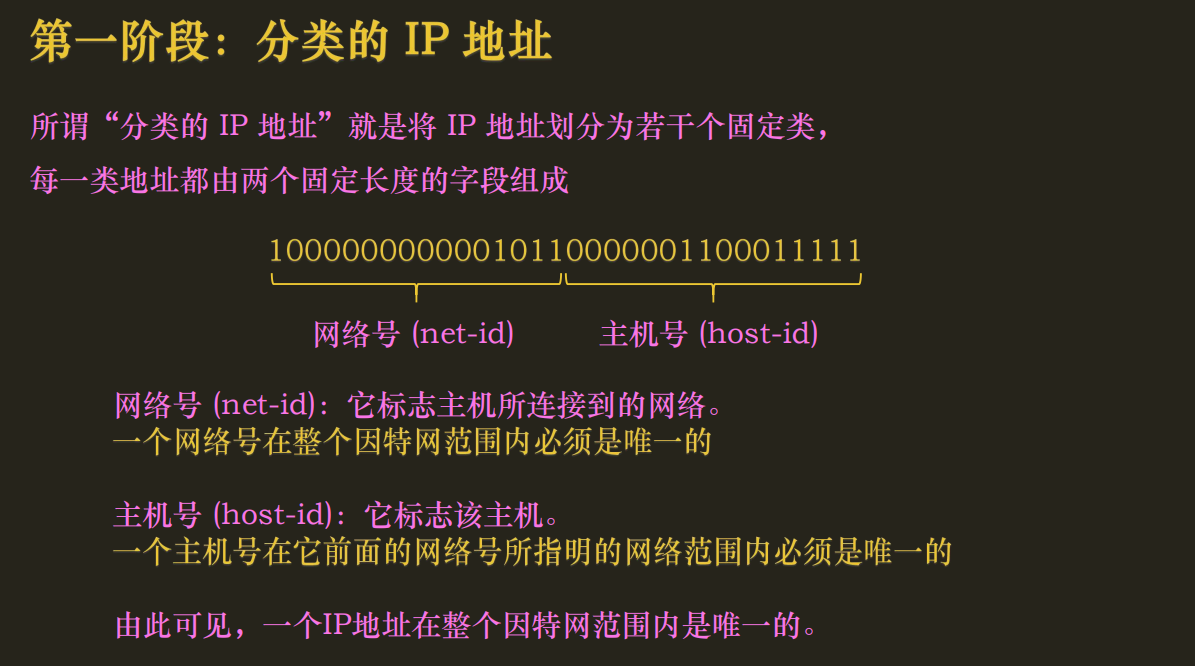 第一阶段：分类的 IP 地址
所谓“分类的 IP 地址”就是将 IP 地址划分为若干个固定类，
每一类地址都由两个固定长度的字段组成
10000000000010110000001100011111
网络号 (net-id) 主机号 (host-id)
网络号 (net-id)：它标志主机所连接到的网络。
一个网络号在整个因特网范围内必须是唯一的
主机号 (host-id)：它标志该主机。
一个主机号在它前面的网络号所指明的网络范围内必须是唯一的
由此可见，一个IP地址在整个因特网范围内是唯一的。